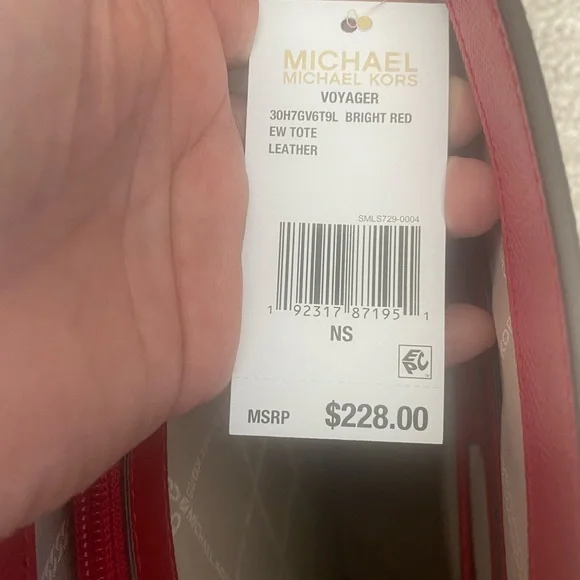 MICHAEL
MICHAEL KORS
VOYAGER
30H7GV6T9L BRIGHT RED
EW TOTE
LEATHER
SMLS729-0004
1 92317 87195 1
NS
EPC
MSRP $228.00